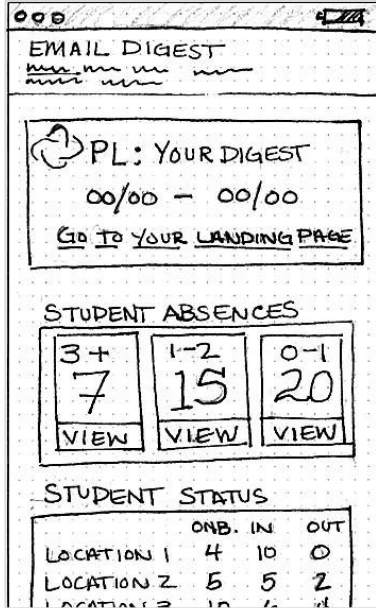 EMAIL DIGEST
PL: YOUR DIGEST
00/00 – 00/00
GO TO YOUR LANDING PAGE
STUDENT ABSENCES
3+ 1-2 0-1
7 15 20
VIEW VIEW VIEW
STUDENT STATUS
ONB. IN OUT
LOCATION 1 4 10 0
LOCATION 2 5 5 2
LOCATION